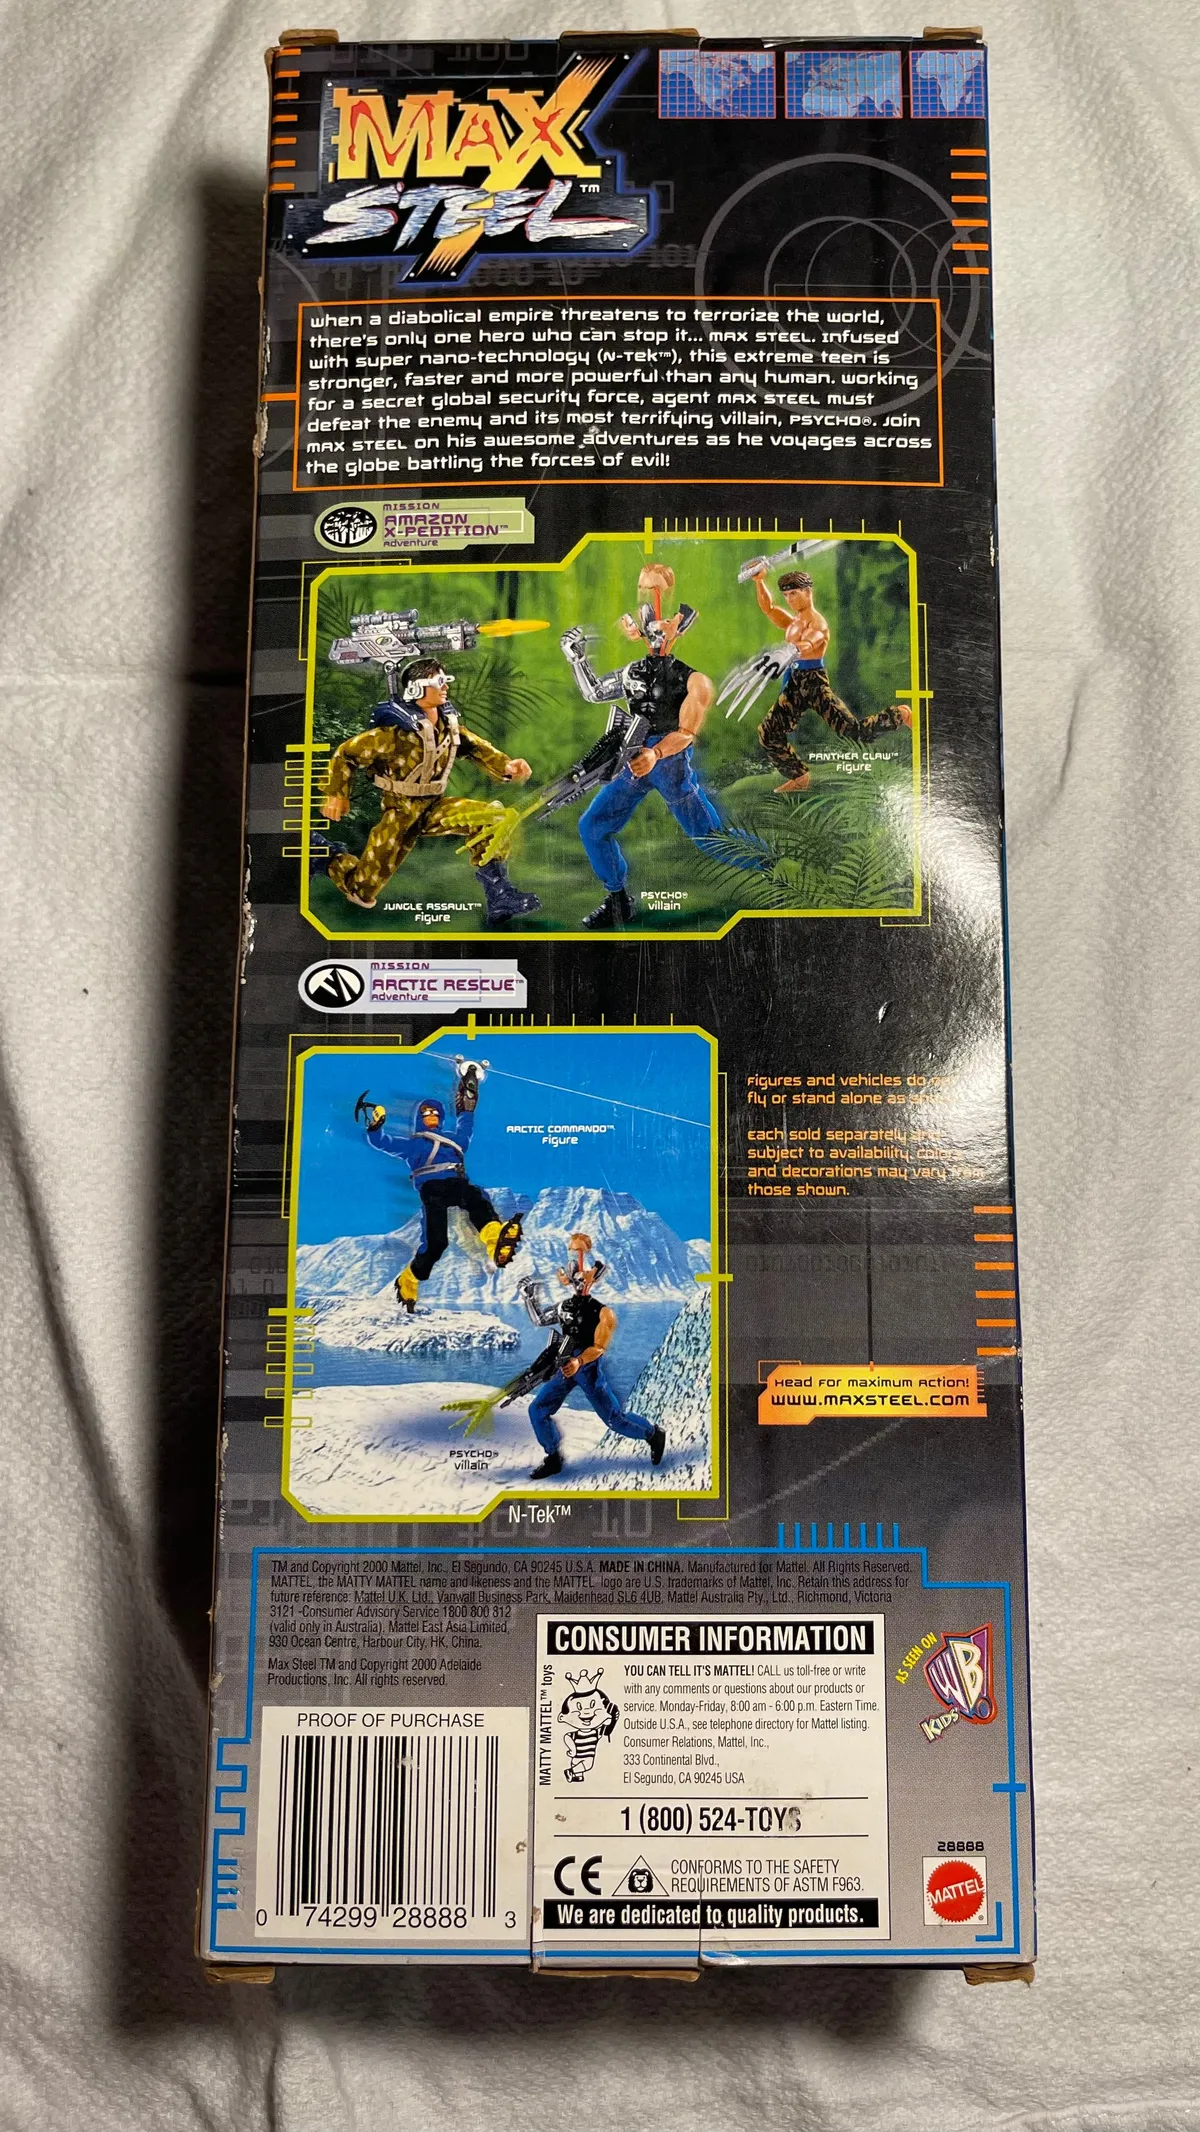 MAX
STEEL™
When a diabolical empire threatens to terrorize the world,
there's only one hero who can stop it... MAX STEEL. Infused
with super nano-technology (N-Tek™), this extreme teen is
stronger, faster and more powerful than any human. Working
for a secret global security force, agent MAX STEEL must
defeat the enemy and its most terrifying villain, PSYCHO®. Join
MAX STEEL on his awesome adventures as he voyages across
the globe battling the forces of evil!
MISSION
AMAZON
X-PEDITION™
Adventure
PANTHER CLAW™
Figure
JUNGLE ASSAULT™
Figure
PSYCHO®
villain
MISSION
ARCTIC RESCUE™
Adventure
ARCTIC COMMANDO™
Figure
PSYCHO®
villain
Figures and vehicles do
fly or stand alone as
Each sold separately
subject to availability.
and decorations may vary from
those shown.
Head For Maximum Action!
WWW.MAXSTEEL.COM
N-Tek™
TM and Copyright 2000 Mattel, Inc., El Segundo, CA 90245 U.S.A. MADE IN CHINA. Manufactured for Mattel. All Rights Reserved.
MATTEL, the MATTY MATTEL name and likeness and the MATTEL logo are U.S. trademarks of Mattel, Inc. Retain this address for
future reference: Mattel U.K. Ltd., Vanwall Business Park, Maidenhead SL6 4UB. Mattel Australia Pty., Ltd., Richmond, Victoria
3121 -Consumer Advisory Service 1800 800 312
(valid only in Australia). Mattel East Asia Limited,
930 Ocean Centre, Harbour City, HK, China.
Max Steel TM and Copyright 2000 Adelaide
Productions, Inc. All rights reserved.
PROOF OF PURCHASE
0 74299 28888 3
CONSUMER INFORMATION
MATTY MATTEL™ toys
YOU CAN TELL IT'S MATTEL! CALL us toll-free or write
with any comments or questions about our products or
service. Monday-Friday, 8:00 am - 6:00 p.m. Eastern Time.
Outside U.S.A., see telephone directory for Mattel listing.
Consumer Relations, Mattel, Inc.,
333 Continental Blvd.,
El Segundo, CA 90245 USA
1 (800) 524-TOYS
CE
CONFORMS TO THE SAFETY
REQUIREMENTS OF ASTM F963.
We are dedicated to quality products.
AS SEEN ON
KIDS WB!
28888
MATTEL®